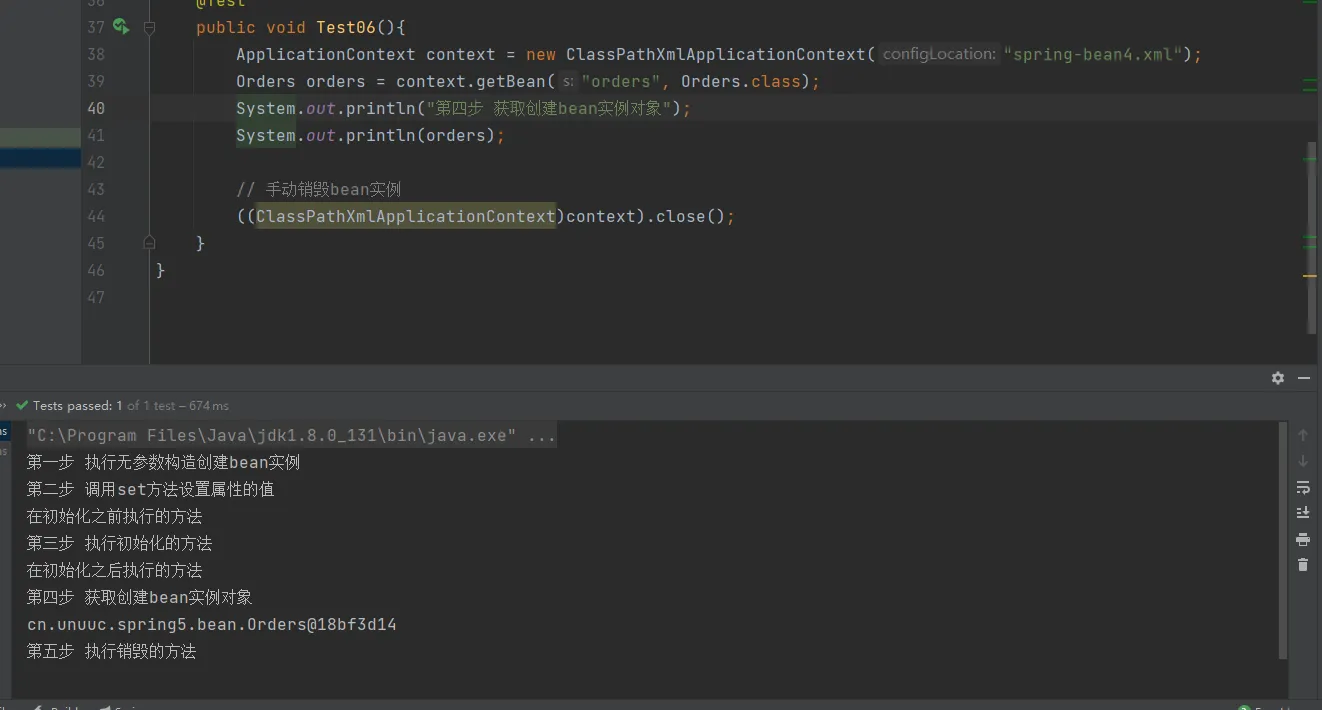 36 @Test
37 public void Test06(){
38 ApplicationContext context = new ClassPathXmlApplicationContext( configLocation: "spring-bean4.xml");
39 Orders orders = context.getBean( s: "orders", Orders.class);
40 System.out.println("第四步 获取创建bean实例对象");
41 System.out.println(orders);
42
43 // 手动销毁bean实例
44 ((ClassPathXmlApplicationContext)context).close();
45 }
46 }
47
Tests passed: 1 of 1 test – 674 ms
"C:\Program Files\Java\jdk1.8.0_131\bin\java.exe" ...
第一步 执行无参数构造创建bean实例
第二步 调用set方法设置属性的值
在初始化之前执行的方法
第三步 执行初始化的方法
在初始化之后执行的方法
第四步 获取创建bean实例对象
cn.unuuc.spring5.bean.Orders@18bf3d14
第五步 执行销毁的方法